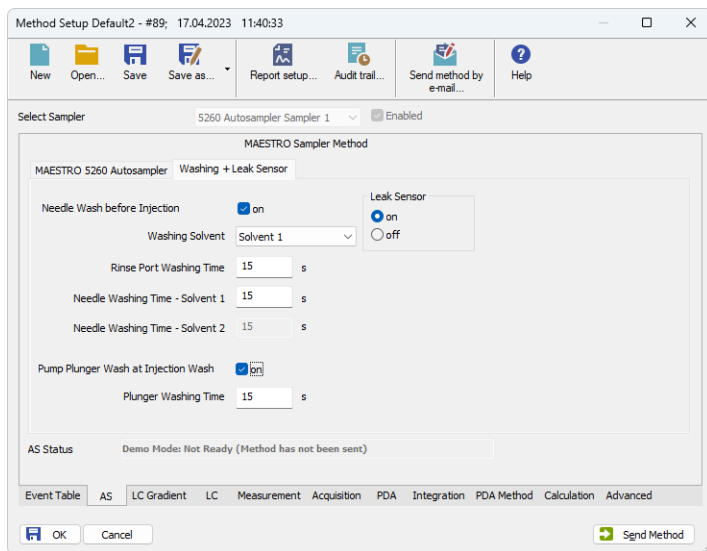 Method Setup Default2 - #89; 17.04.2023 11:40:33
New Open... Save Save as... Report setup... Audit trail... Send method by e-mail... Help
Select Sampler 5260 Autosampler Sampler 1 Enabled
MAESTRO Sampler Method
MAESTRO 5260 Autosampler Washing + Leak Sensor
Leak Sensor
Needle Wash before Injection on on
Washing Solvent Solvent 1 off
Rinse Port Washing Time 15 s
Needle Washing Time - Solvent 1 15 s
Needle Washing Time - Solvent 2 15 s
Pump Plunger Wash at Injection Wash on
Plunger Washing Time 15 s
AS Status Demo Mode: Not Ready (Method has not been sent)
Event Table AS LC Gradient LC Measurement Acquisition PDA Integration PDA Method Calculation Advanced
OK Cancel Send Method